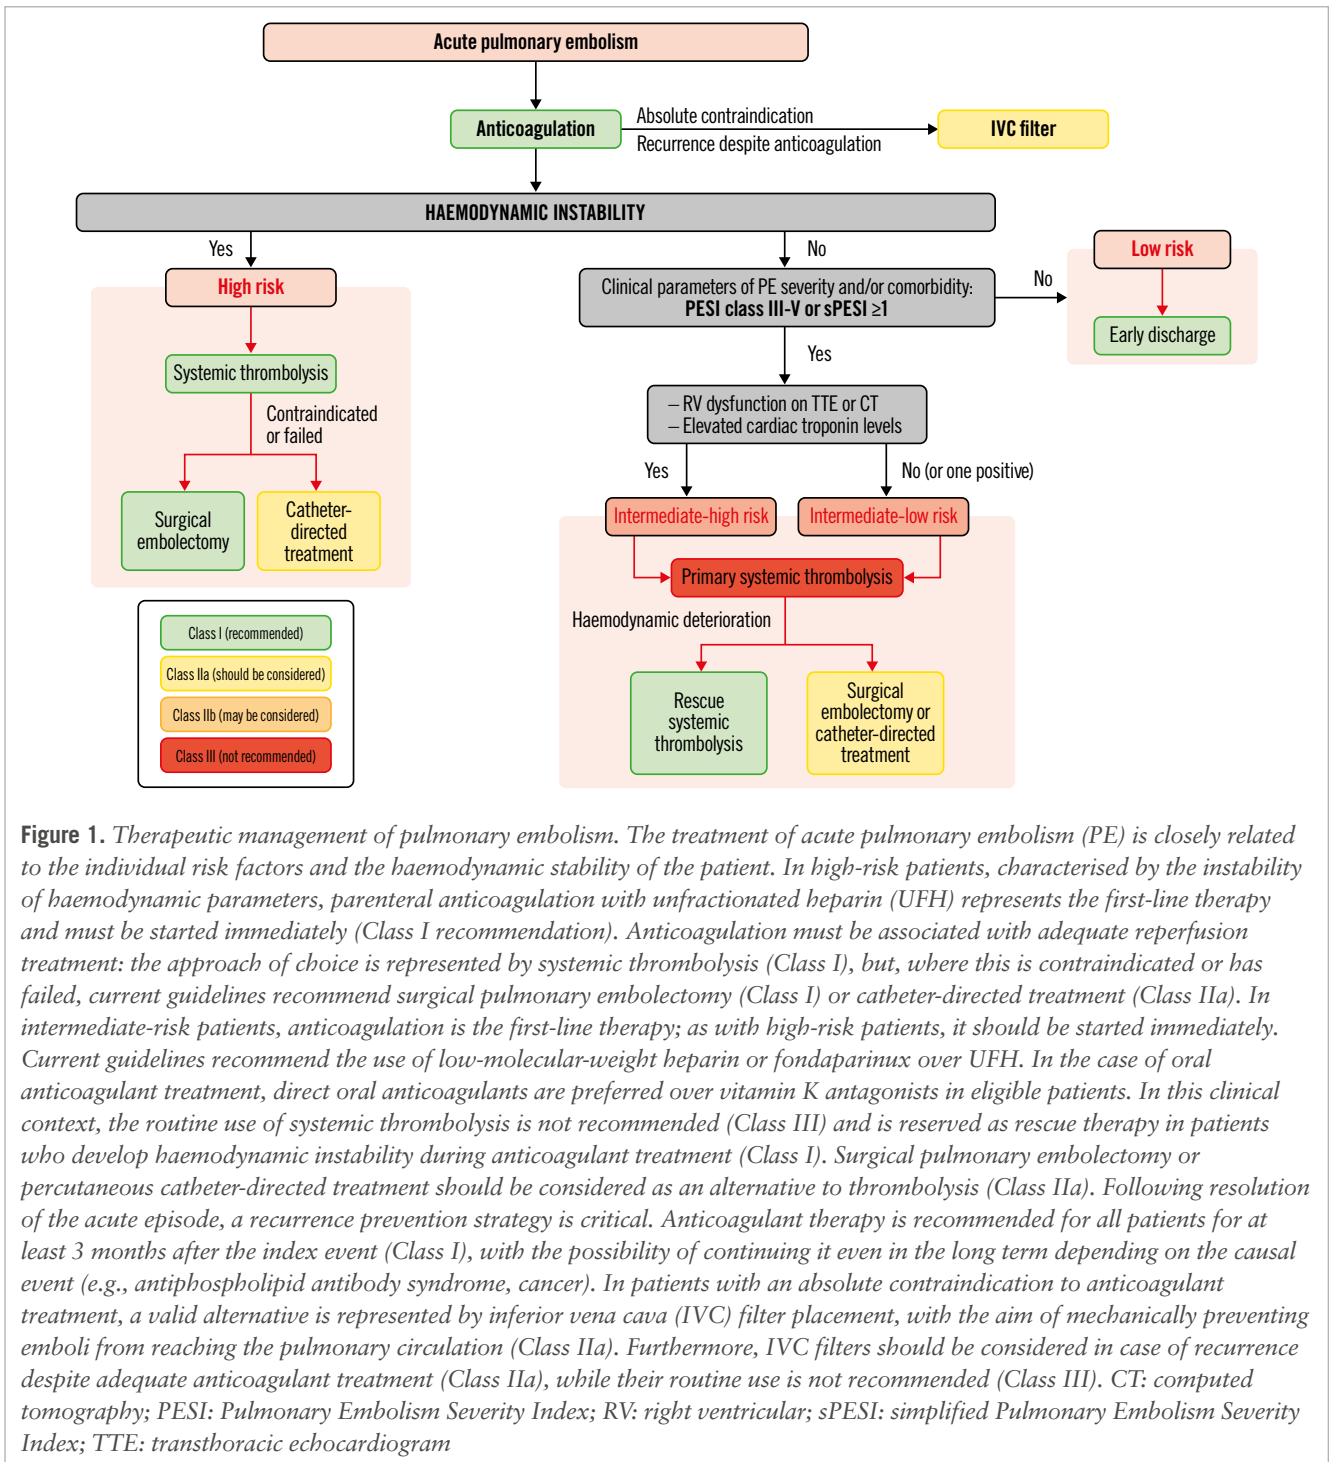 Acute pulmonary embolism
Anticoagulation
Absolute contraindication
Recurrence despite anticoagulation
IVC filter
HAEMODYNAMIC INSTABILITY
Yes
No
High risk
Clinical parameters of PE severity and/or comorbidity:
PESI class III-V or sPESI ≥1
No
Low risk
Early discharge
Systemic thrombolysis
Contraindicated
or failed
Surgical
embolectomy
Catheter-
directed
treatment
Yes
– RV dysfunction on TTE or CT
– Elevated cardiac troponin levels
Yes
No (or one positive)
Intermediate-high risk
Intermediate-low risk
Primary systemic thrombolysis
Haemodynamic deterioration
Rescue
systemic
thrombolysis
Surgical
embolectomy or
catheter-directed
treatment
Class I (recommended)
Class IIa (should be considered)
Class IIb (may be considered)
Class III (not recommended)
Figure 1. Therapeutic management of pulmonary embolism. The treatment of acute pulmonary embolism (PE) is closely related
to the individual risk factors and the haemodynamic stability of the patient. In high-risk patients, characterised by the instability
of haemodynamic parameters, parenteral anticoagulation with unfractionated heparin (UFH) represents the first-line therapy
and must be started immediately (Class I recommendation). Anticoagulation must be associated with adequate reperfusion
treatment: the approach of choice is represented by systemic thrombolysis (Class I), but, where this is contraindicated or has
failed, current guidelines recommend surgical pulmonary embolectomy (Class I) or catheter-directed treatment (Class IIa). In
intermediate-risk patients, anticoagulation is the first-line therapy; as with high-risk patients, it should be started immediately.
Current guidelines recommend the use of low-molecular-weight heparin or fondaparinux over UFH. In the case of oral
anticoagulant treatment, direct oral anticoagulants are preferred over vitamin K antagonists in eligible patients. In this clinical
context, the routine use of systemic thrombolysis is not recommended (Class III) and is reserved as rescue therapy in patients
who develop haemodynamic instability during anticoagulant treatment (Class I). Surgical pulmonary embolectomy or
percutaneous catheter-directed treatment should be considered as an alternative to thrombolysis (Class IIa). Following resolution
of the acute episode, a recurrence prevention strategy is critical. Anticoagulant therapy is recommended for all patients for at
least 3 months after the index event (Class I), with the possibility of continuing it even in the long term depending on the causal
event (e.g., antiphospholipid antibody syndrome, cancer). In patients with an absolute contraindication to anticoagulant
treatment, a valid alternative is represented by inferior vena cava (IVC) filter placement, with the aim of mechanically preventing
emboli from reaching the pulmonary circulation (Class IIa). Furthermore, IVC filters should be considered in case of recurrence
despite adequate anticoagulant treatment (Class IIa), while their routine use is not recommended (Class III). CT: computed
tomography; PESI: Pulmonary Embolism Severity Index; RV: right ventricular; sPESI: simplified Pulmonary Embolism Severity
Index; TTE: transthoracic echocardiogram